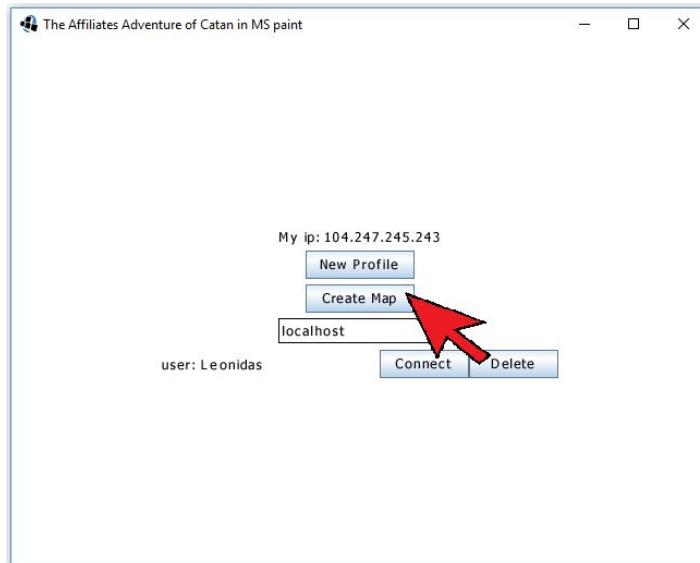 The Affiliates Adventure of Catan in MS paint
My ip: 104.247.245.243
New Profile
Create Map
localhost
user: Leonidas Connect Delete